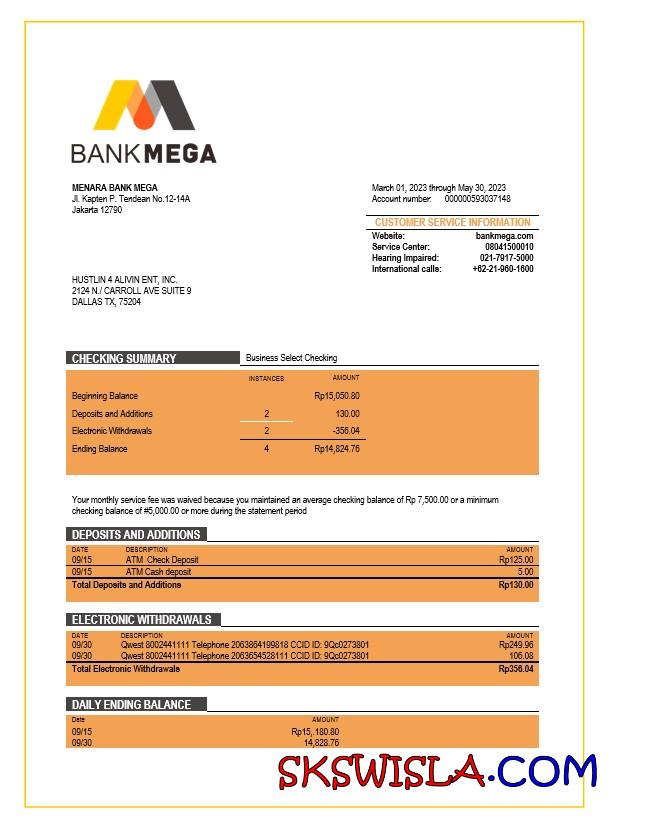 BANK MEGA
MENARA BANK MEGA
Jl. Kapten P. Tendean No.12-14A
Jakarta 12790
March 01, 2023 through May 30, 2023
Account number: 000000593037148
CUSTOMER SERVICE INFORMATION
Website: bankmega.com
Service Center: 08041500010
Hearing Impaired: 021-7917-5000
International calls: +62-21-960-1600
HUSTLIN 4 ALIVIN ENT, INC.
2124 N./ CARROLL AVE SUITE 9
DALLAS TX, 75204
CHECKING SUMMARY Business Select Checking
INSTANCES AMOUNT
Beginning Balance Rp15,050.80
Deposits and Additions 2 130.00
Electronic Withdrawals 2 -356.04
Ending Balance 4 Rp14,824.76
Your monthly service fee was waived because you maintained an average checking balance of Rp 7,500.00 or a minimum
checking balance of #5,000.00 or more during the statement period
DEPOSITS AND ADDITIONS
DATE DESCRIPTION AMOUNT
09/15 ATM Check Deposit Rp125.00
09/15 ATM Cash deposit 5.00
Total Deposits and Additions Rp130.00
ELECTRONIC WITHDRAWALS
DATE DESCRIPTION AMOUNT
09/30 Qwest 8002441111 Telephone 2063864199818 CCID ID: 9Qc0273801 Rp249.96
09/30 Qwest 8002441111 Telephone 2063654528111 CCID ID: 9Qc0273801 106.08
Total Electronic Withdrawals Rp356.04
DAILY ENDING BALANCE
Date AMOUNT
09/15 Rp15,.180.80
09/30 14,828.76
SKSWISLA.COM